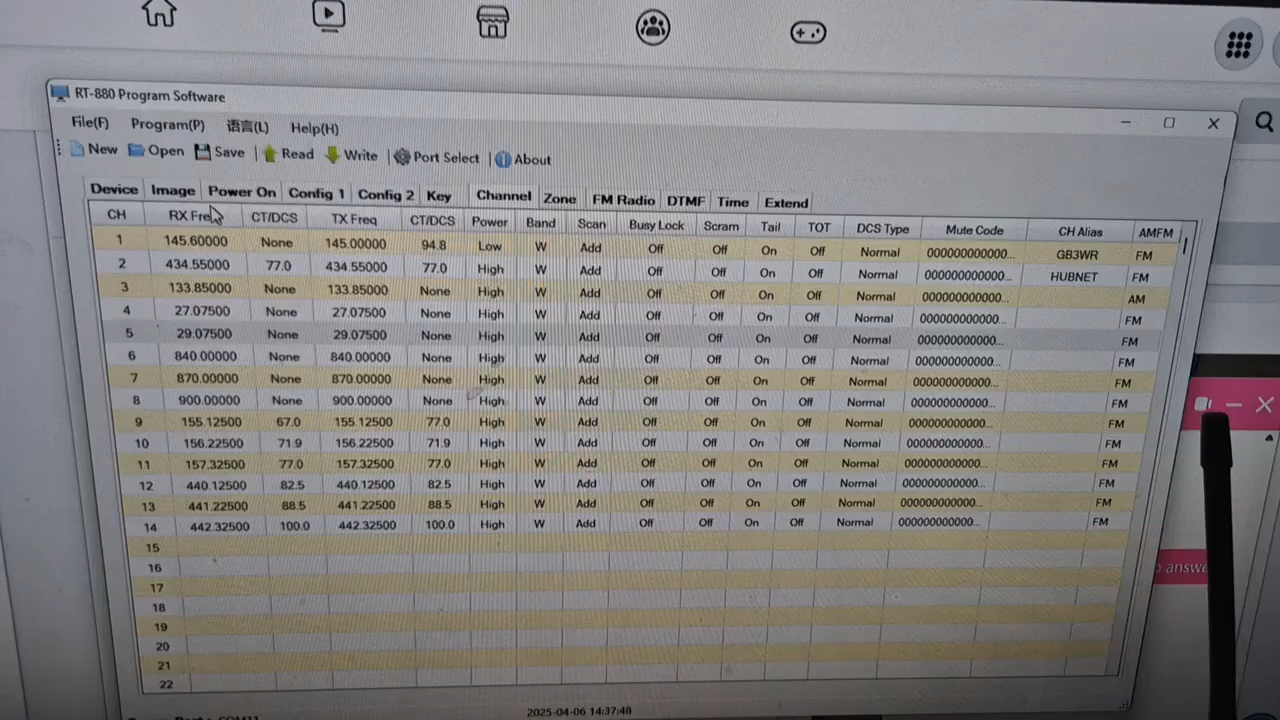 RT-880 Program Software
File(F) Program(P) 语言(L) Help(H)
New Open Save Read Write Port Select About
Device Image Power On Config 1 Config 2 Key Channel Zone FM Radio DTMF Time Extend
CH RX Freq CT/DCS TX Freq CT/DCS Power Band Scan Busy Lock Scram Tail TOT DCS Type Mute Code CH Alias AMFM
1 145.60000 None 145.00000 94.8 Low W Add Off Off On Off Normal 000000000000... GB3WR FM
2 434.55000 77.0 434.55000 77.0 High W Add Off Off On Off Normal 000000000000... HUBNET FM
3 133.85000 None 133.85000 None High W Add Off Off On Off Normal 000000000000... AM
4 27.07500 None 27.07500 None High W Add Off Off On Off Normal 000000000000... FM
5 29.07500 None 29.07500 None High W Add Off Off On Off Normal 000000000000... FM
6 840.00000 None 840.00000 None High W Add Off Off On Off Normal 000000000000... FM
7 870.00000 None 870.00000 None High W Add Off Off On Off Normal 000000000000... FM
8 900.00000 None 900.00000 None High W Add Off Off On Off Normal 000000000000... FM
9 155.12500 67.0 155.12500 77.0 High W Add Off Off On Off Normal 000000000000... FM
10 156.22500 71.9 156.22500 71.9 High W Add Off Off On Off Normal 000000000000... FM
11 157.32500 77.0 157.32500 77.0 High W Add Off Off On Off Normal 000000000000... FM
12 440.12500 82.5 440.12500 82.5 High W Add Off Off On Off Normal 000000000000... FM
13 441.22500 88.5 441.22500 88.5 High W Add Off Off On Off Normal 000000000000... FM
14 442.32500 100.0 442.32500 100.0 High W Add Off Off On Off Normal 000000000000... FM
15
16
17
18
19
20
21
22
2025-04-06 14:37:48